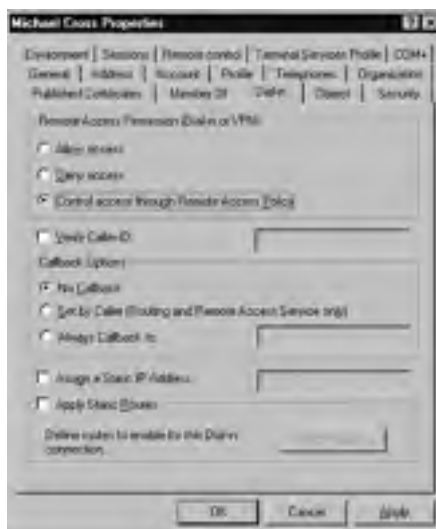 Michael Cross Properties
Environment | Sessions | Remote control | Terminal Services Profile | COM+
General | Address | Account | Profile | Telephones | Organization
Published Certificates | Member Of | Dial-in | Object | Security
Remote Access Permission (Dial-in or VPN)
Allow access
Deny access
Control access through Remote Access Policy
Verify Caller-ID:
Callback Options
No Callback
Set by Caller (Routing and Remote Access Service only)
Always Callback to:
Assign a Static IP Address
Apply Static Routes
Define routes to enable for this Dial-in
connection.
OK Cancel Apply